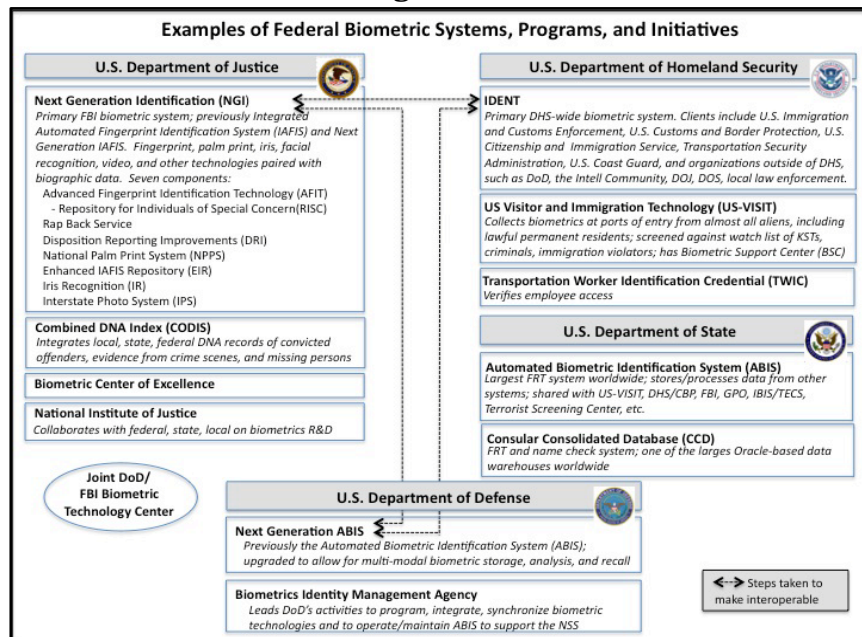 Examples of Federal Biometric Systems, Programs, and Initiatives
U.S. Department of Justice
Next Generation Identification (NGI)
Primary FBI biometric system; previously Integrated
Automated Fingerprint Identification System (IAFIS) and Next
Generation IAFIS. Fingerprint, palm print, iris, facial
recognition, video, and other technologies paired with
biographic data. Seven components:
Advanced Fingerprint Identification Technology (AFIT)
- Repository for Individuals of Special Concern(RISC)
Rap Back Service
Disposition Reporting Improvements (DRI)
National Palm Print System (NPPS)
Enhanced IAFIS Repository (EIR)
Iris Recognition (IR)
Interstate Photo System (IPS)
Combined DNA Index (CODIS)
Integrates local, state, federal DNA records of convicted
offenders, evidence from crime scenes, and missing persons
Biometric Center of Excellence
National Institute of Justice
Collaborates with federal, state, local on biometrics R&D
Joint DoD/
FBI Biometric
Technology Center
U.S. Department of Homeland Security
IDENT
Primary DHS-wide biometric system. Clients include U.S. Immigration
and Customs Enforcement, U.S. Customs and Border Protection, U.S.
Citizenship and Immigration Service, Transportation Security
Administration, U.S. Coast Guard, and organizations outside of DHS,
such as DoD, the Intell Community, DOJ, DOS, local law enforcement.
US Visitor and Immigration Technology (US-VISIT)
Collects biometrics at ports of entry from almost all aliens, including
lawful permanent residents; screened against watch list of KSTs,
criminals, immigration violators; has Biometric Support Center (BSC)
Transportation Worker Identification Credential (TWIC)
Verifies employee access
U.S. Department of State
Automated Biometric Identification System (ABIS)
Largest FRT system worldwide; stores/processes data from other
systems; shared with US-VISIT, DHS/CBP, FBI, GPO, IBIS/TECS,
Terrorist Screening Center, etc.
Consular Consolidated Database (CCD)
FRT and name check system; one of the larges Oracle-based data
warehouses worldwide
U.S. Department of Defense
Next Generation ABIS
Previously the Automated Biometric Identification System (ABIS);
upgraded to allow for multi-modal biometric storage, analysis, and recall
Biometrics Identity Management Agency
Leads DoD's activities to program, integrate, synchronize biometric
technologies and to operate/maintain ABIS to support the NSS
Steps taken to
make interoperable